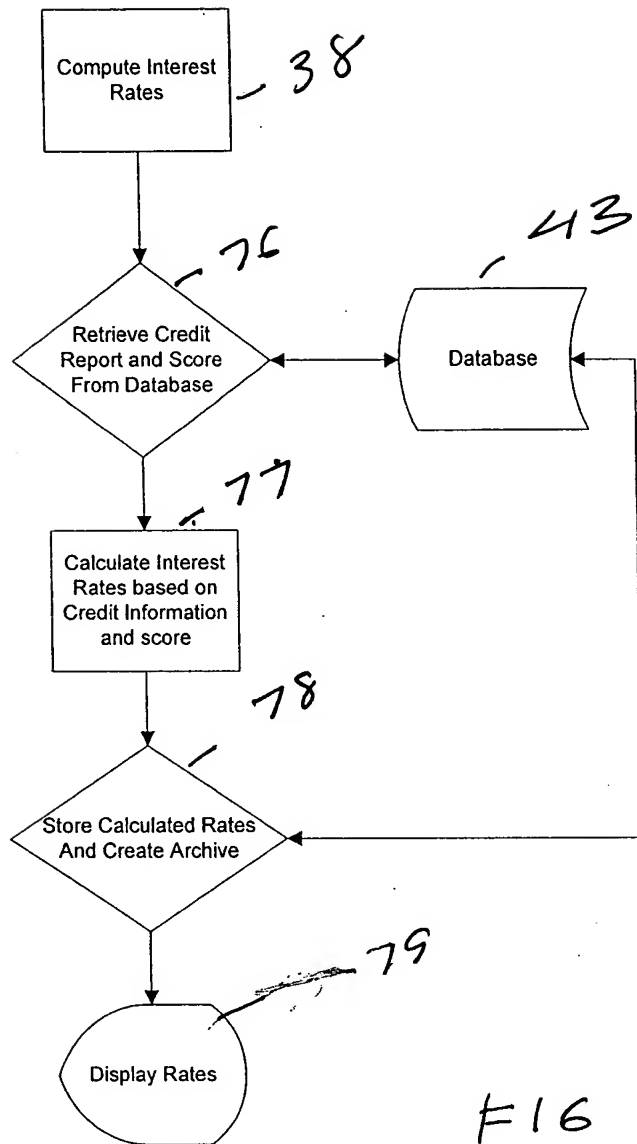 Compute Interest
Rates
38
76
43
Retrieve Credit
Report and Score
From Database
Database
77
Calculate Interest
Rates based on
Credit Information
and score
78
Store Calculated Rates
And Create Archive
79
Display Rates
F16